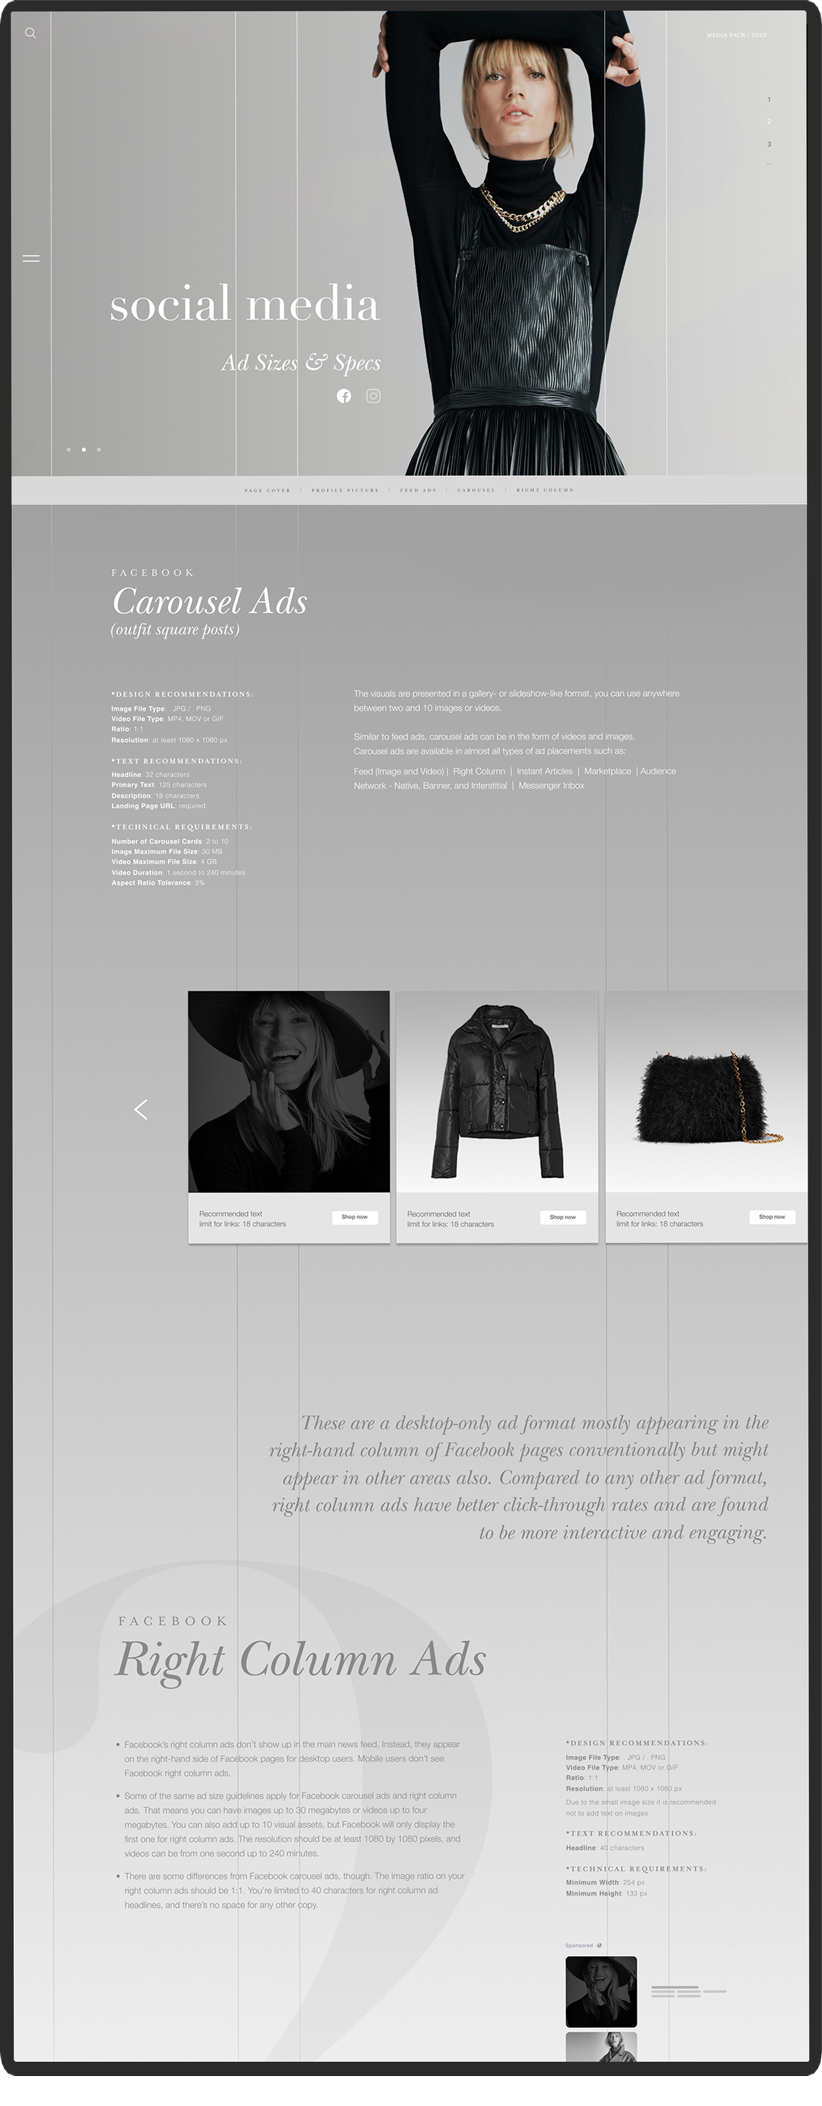 MEDIA PACK / 2023
1
2
3
social media
Ad Sizes & Specs
PAGE COVER | PROFILE PICTURE | FEED ADS | CAROUSEL | RIGHT COLUMN
FACEBOOK
Carousel Ads
(outfit square posts)
*DESIGN RECOMMENDATIONS:
Image File Type: .JPG / . PNG
Video File Type: MP4, MOV or GIF
Ratio: 1:1
Resolution: at least 1080 x 1080 px
*TEXT RECOMMENDATIONS:
Headline: 32 characters
Primary Text: 125 characters
Description: 18 characters
Landing Page URL: required
*TECHNICAL REQUIREMENTS:
Number of Carousel Cards: 2 to 10
Image Maximum File Size: 30 MB
Video Maximum File Size: 4 GB
Video Duration: 1 second to 240 minutes
Aspect Ratio Tolerance: 3%
The visuals are presented in a gallery- or slideshow-like format, you can use anywhere
between two and 10 images or videos.
Similar to feed ads, carousel ads can be in the form of videos and images.
Carousel ads are available in almost all types of ad placements such as:
Feed (Image and Video) | Right Column | Instant Articles | Marketplace | Audience
Network - Native, Banner, and Interstitial | Messenger Inbox
Recommended text
limit for links: 18 characters
Shop now
Recommended text
limit for links: 18 characters
Shop now
Recommended text
limit for links: 18 characters
Shop now
These are a desktop-only ad format mostly appearing in the
right-hand column of Facebook pages conventionally but might
appear in other areas also. Compared to any other ad format,
right column ads have better click-through rates and are found
to be more interactive and engaging.
FACEBOOK
Right Column Ads
• Facebook's right column ads don't show up in the main news feed. Instead, they appear
on the right-hand side of Facebook pages for desktop users. Mobile users don't see
Facebook right column ads.
• Some of the same ad size guidelines apply for Facebook carousel ads and right column
ads. That means you can have images up to 30 megabytes or videos up to four
megabytes. You can also add up to 10 visual assets, but Facebook will only display the
first one for right column ads. The resolution should be at least 1080 by 1080 pixels, and
videos can be from one second up to 240 minutes.
• There are some differences from Facebook carousel ads, though. The image ratio on your
right column ads should be 1:1. You're limited to 40 characters for right column ad
headlines, and there's no space for any other copy.
*DESIGN RECOMMENDATIONS:
Image File Type: .JPG / . PNG
Video File Type: MP4, MOV or GIF
Ratio: 1:1
Resolution: at least 1080 x 1080 px
Due to the small image size it is recommended
not to add text on images.
*TEXT RECOMMENDATIONS:
Headline: 40 characters
*TECHNICAL REQUIREMENTS:
Minimum Width: 254 px
Minimum Height: 133 px
Sponsored